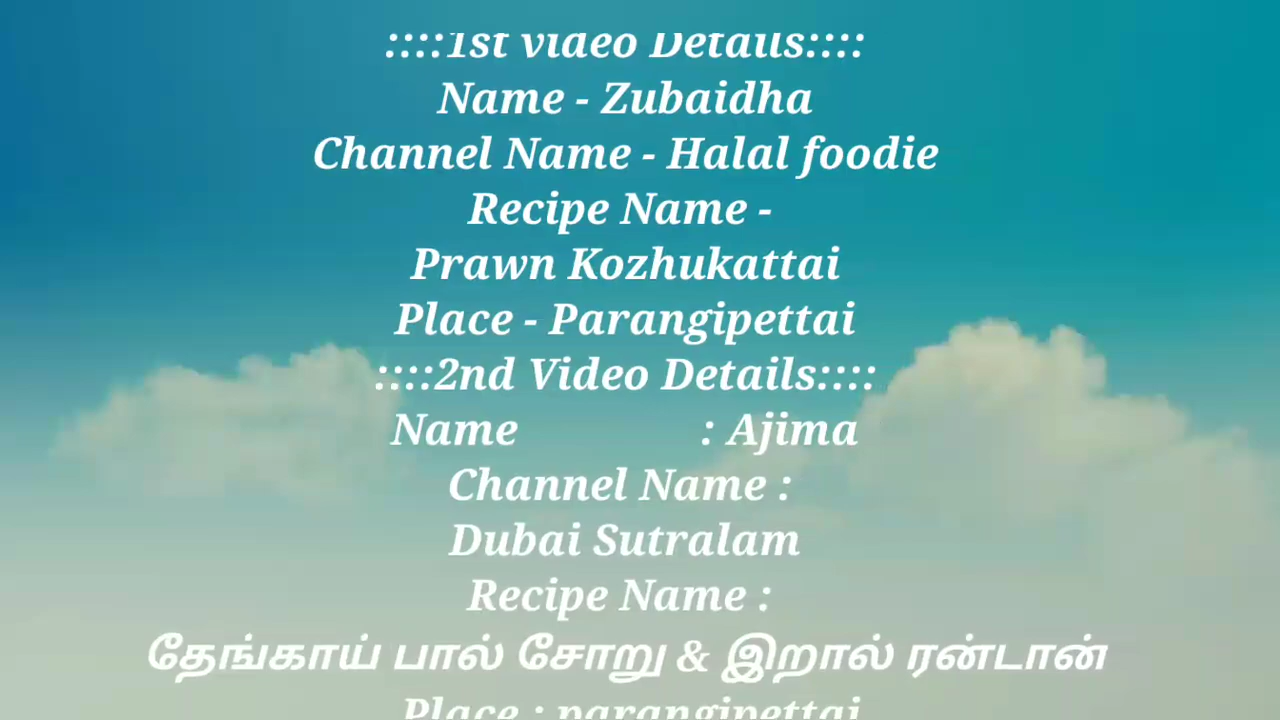 ::::1st video Details::::
Name - Zubaidha
Channel Name - Halal foodie
Recipe Name -
Prawn Kozhukattai
Place - Parangipettai
::::2nd Video Details::::
Name : Ajima
Channel Name :
Dubai Sutralam
Recipe Name :
தேங்காய் பால் சோறு & இறால் ரன்டான்
Place : parangipettai